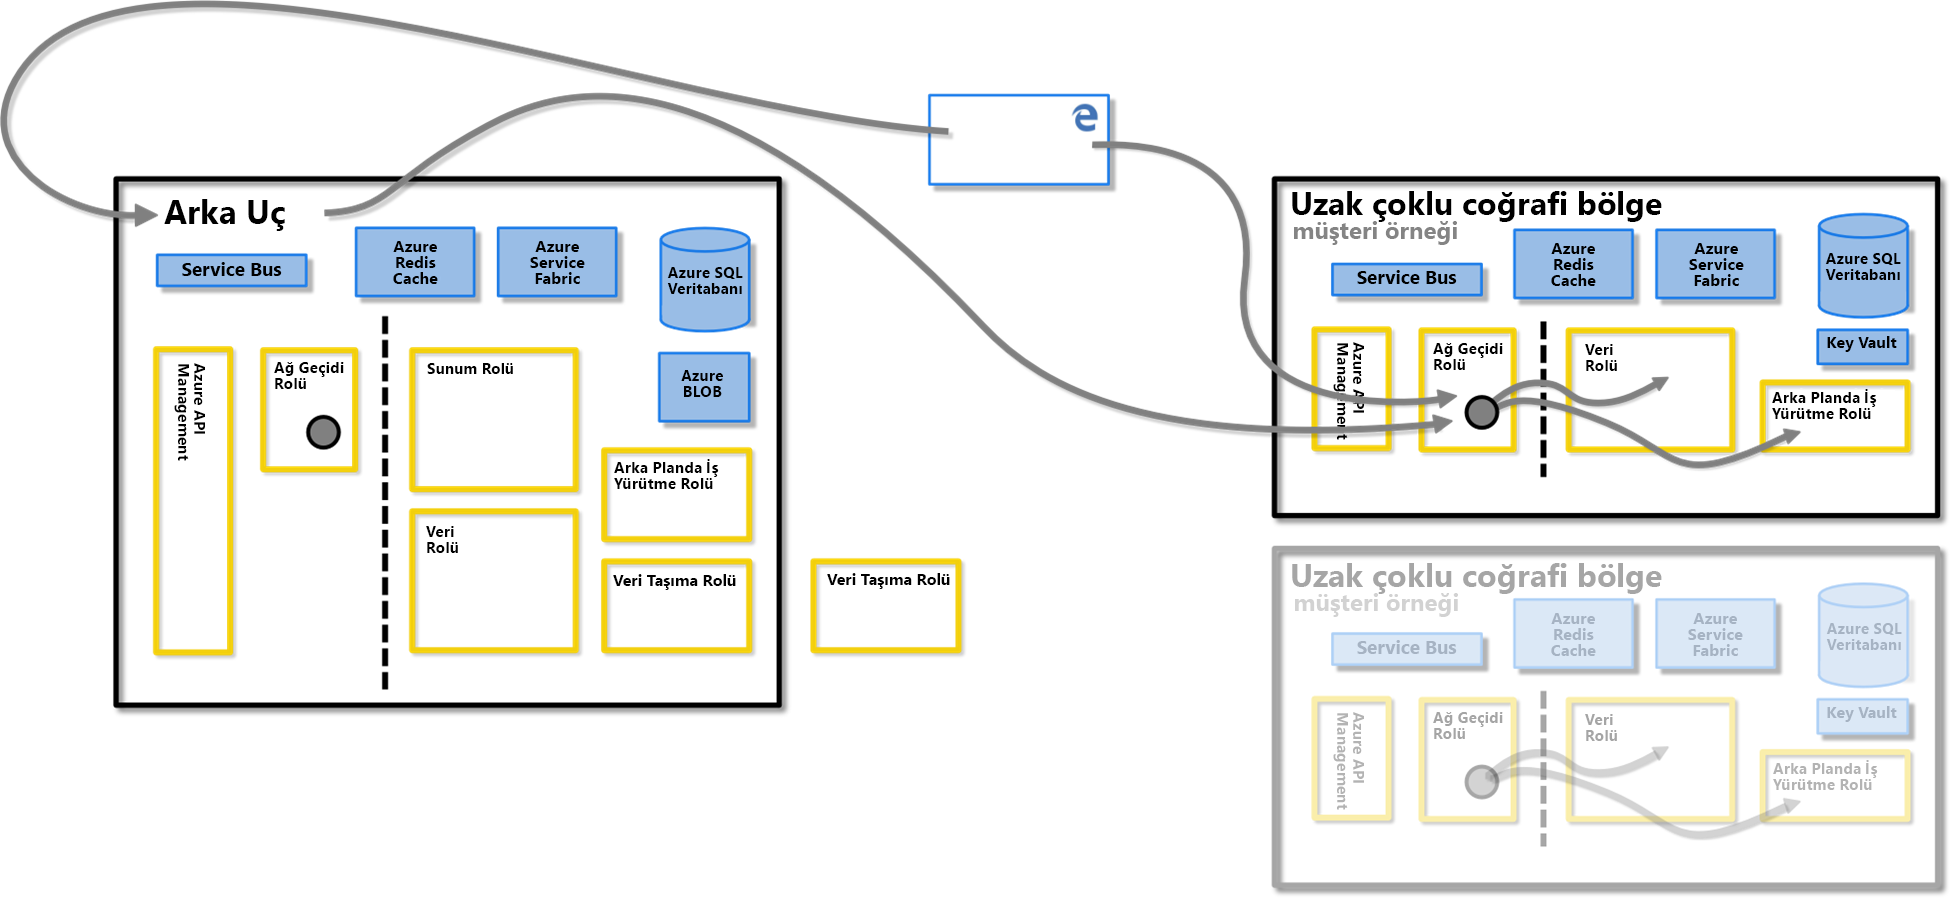 Arka Uç
Service Bus
Azure
Redis
Cache
Azure
Service
Fabric
Azure SQL
Veritabanı
Azure API
Management
Ağ Geçidi
Rolü
Sunum Rolü
Azure
BLOB
Arka Planda İş
Yürütme Rolü
Veri
Rolü
Veri Taşıma Rolü
Veri Taşıma Rolü
Uzak çoklu coğrafi bölge
müşteri örneği
Service Bus
Azure
Redis
Cache
Azure
Service
Fabric
Azure SQL
Veritabanı
Key Vault
Azure API
Management
Ağ Geçidi
Rolü
Veri
Rolü
Arka Planda İş
Yürütme Rolü
Uzak çoklu coğrafi bölge
müşteri örneği
Service Bus
Azure
Redis
Cache
Azure
Service
Fabric
Azure SQL
Veritabanı
Key Vault
Azure API
Management
Ağ Geçidi
Rolü
Veri
Rolü
Arka Planda İş
Yürütme Rolü